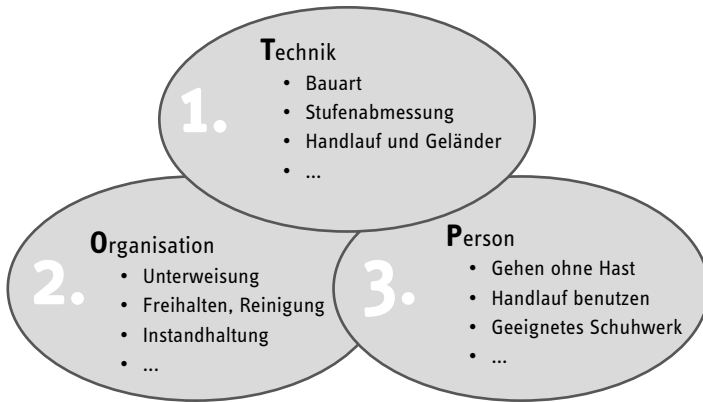 1.
Technik
• Bauart
• Stufenabmessung
• Handlauf und Geländer
• ...
2.
Organisation
• Unterweisung
• Freihalten, Reinigung
• Instandhaltung
• ...
3.
Person
• Gehen ohne Hast
• Handlauf benutzen
• Geeignetes Schuhwerk
• ...